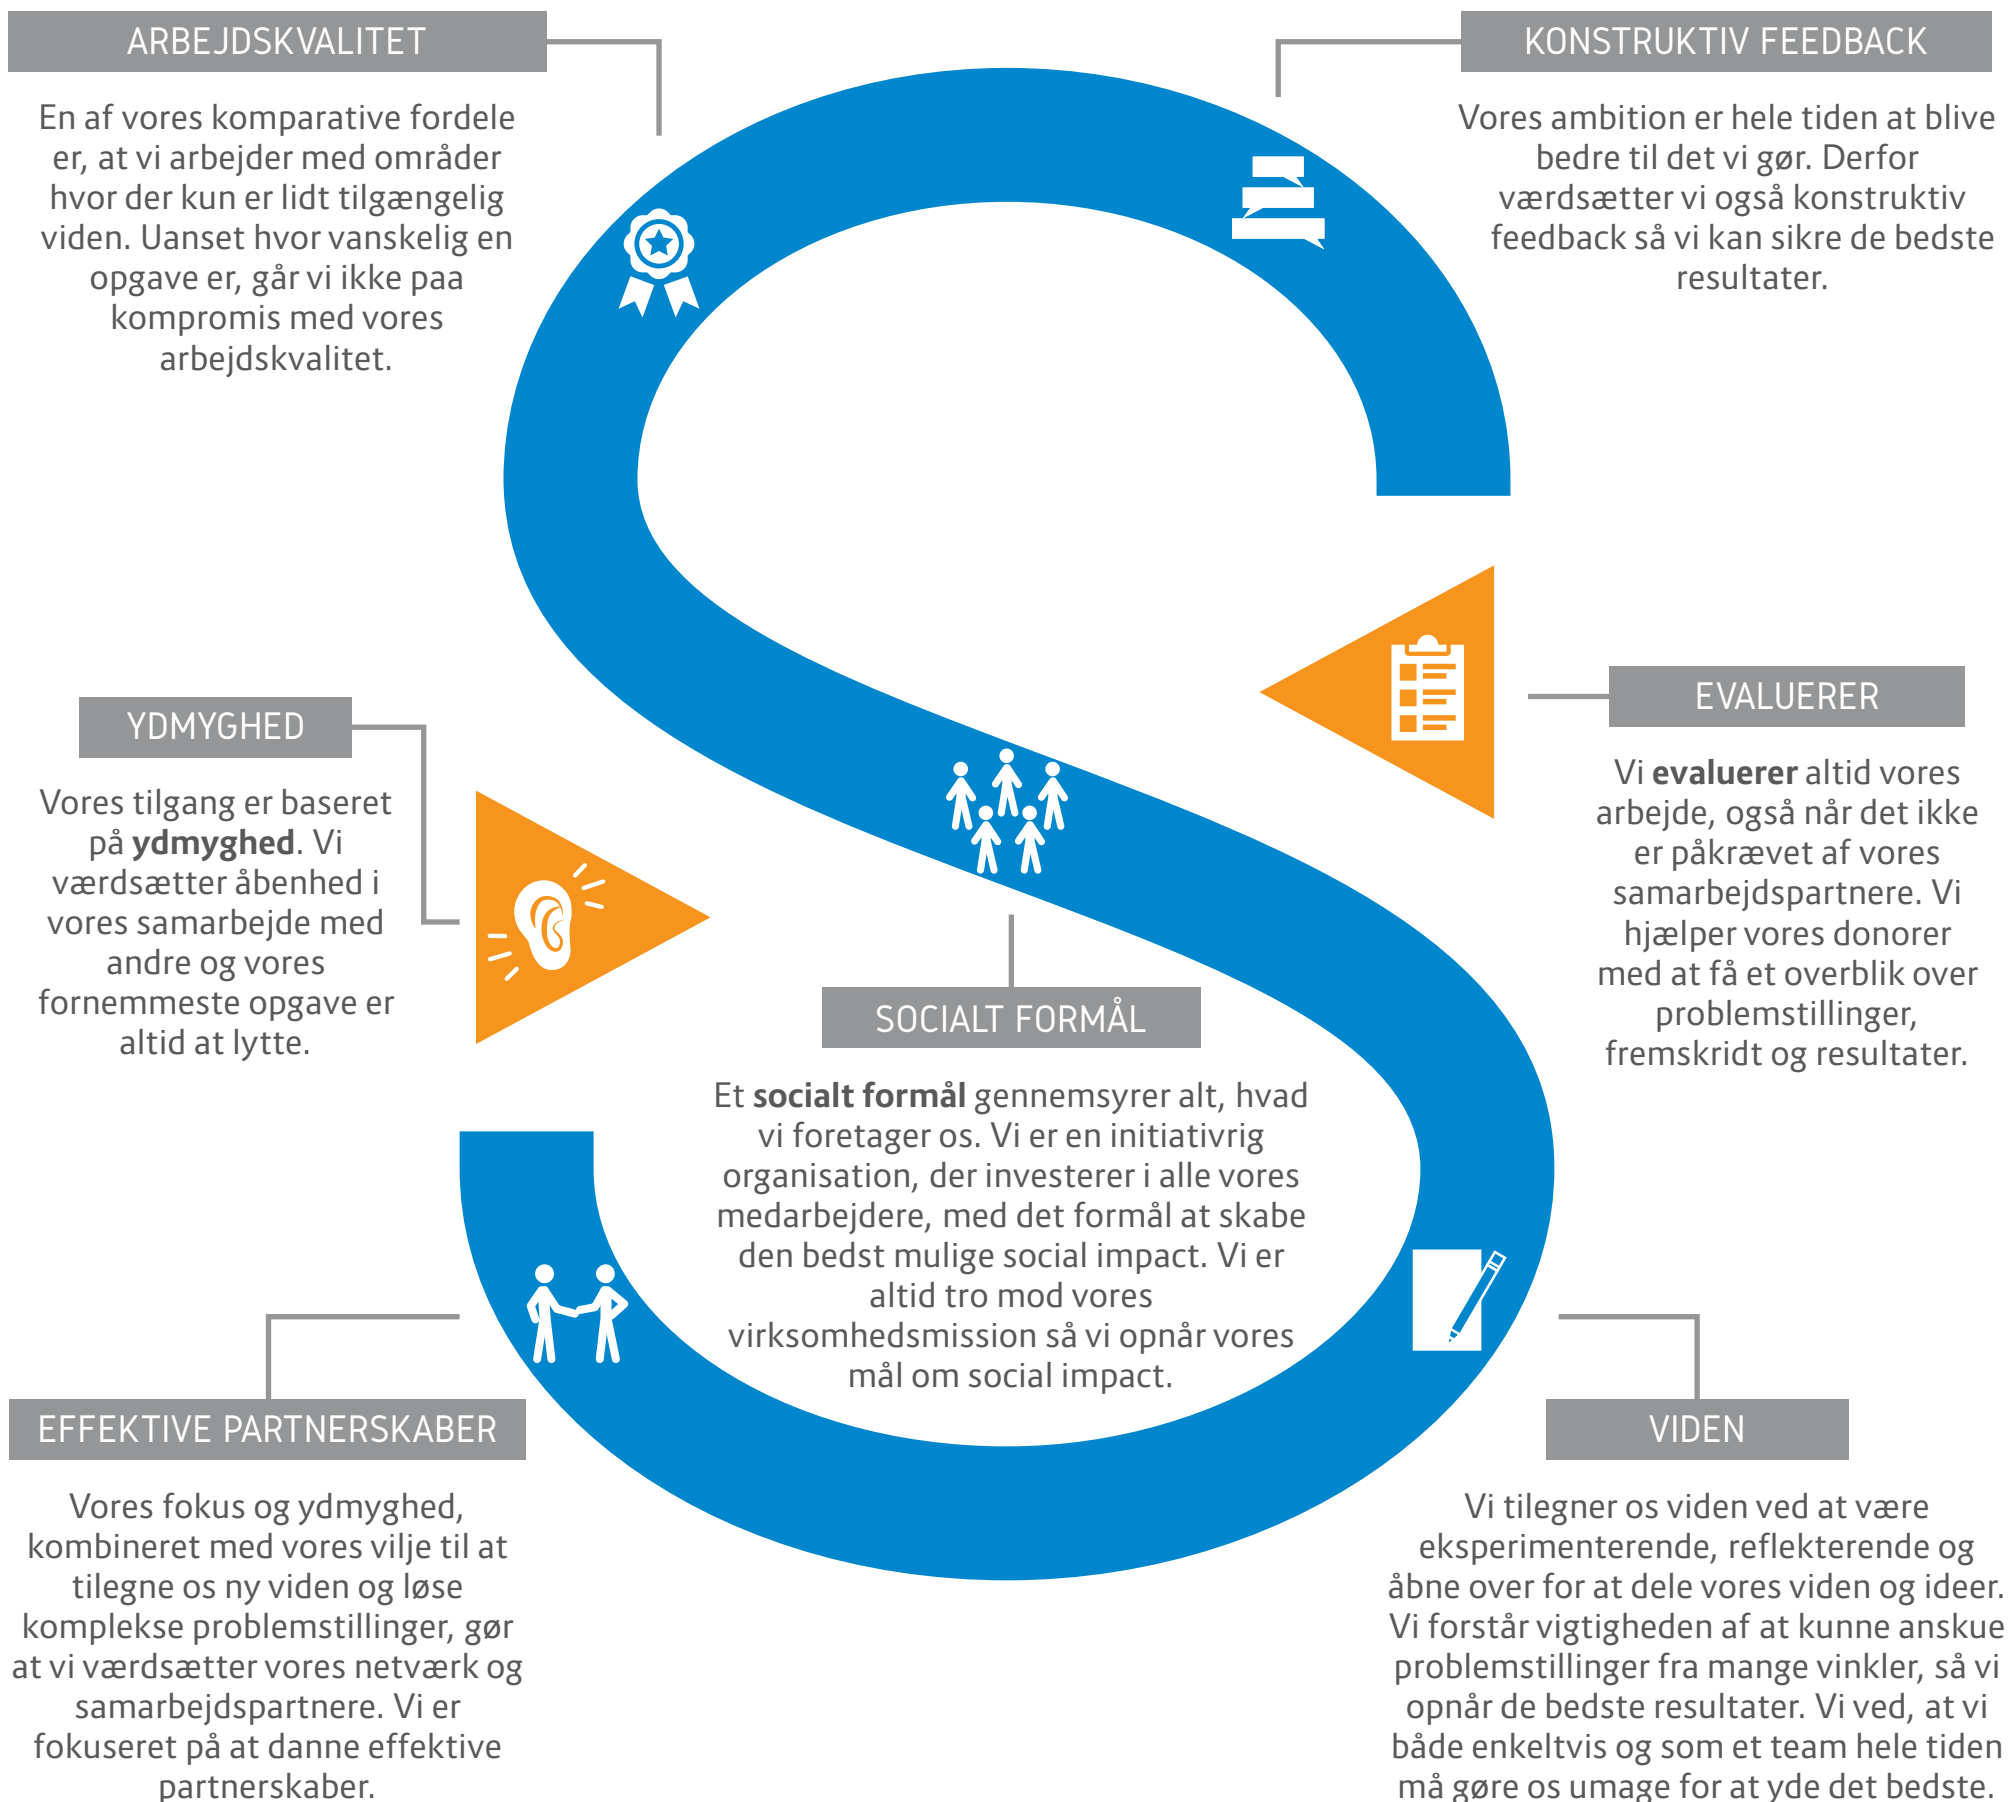 ARBEJDSKVALITET
En af vores komparative fordele
er, at vi arbejder med områder
hvor der kun er lidt tilgængelig
viden. Uanset hvor vanskelig en
opgave er, går vi ikke paa
kompromis med vores
arbejdskvalitet.
KONSTRUKTIV FEEDBACK
Vores ambition er hele tiden at blive
bedre til det vi gør. Derfor
værdsætter vi også konstruktiv
feedback så vi kan sikre de bedste
resultater.
YDMYGHED
Vores tilgang er baseret
på ydmyghed. Vi
værdsætter åbenhed i
vores samarbejde med
andre og vores
fornemmeste opgave er
altid at lytte.
EVALUERER
Vi evaluerer altid vores
arbejde, også når det ikke
er påkrævet af vores
samarbejdspartnere. Vi
hjælper vores donorer
med at få et overblik over
problemstillinger,
fremskridt og resultater.
SOCIALT FORMÅL
Et socialt formål gennemsyrer alt, hvad
vi foretager os. Vi er en initiativrig
organisation, der investerer i alle vores
medarbejdere, med det formål at skabe
den bedst mulige social impact. Vi er
altid tro mod vores
virksomhedsmission så vi opnår vores
mål om social impact.
EFFEKTIVE PARTNERSKABER
Vores fokus og ydmyghed,
kombineret med vores vilje til at
tilegne os ny viden og løse
komplekse problemstillinger, gør
at vi værdsætter vores netværk og
samarbejdspartnere. Vi er
fokuseret på at danne effektive
partnerskaber.
VIDEN
Vi tilegner os viden ved at være
eksperimenterende, reflekterende og
åbne over for at dele vores viden og ideer.
Vi forstår vigtigheden af at kunne anskue
problemstillinger fra mange vinkler, så vi
opnår de bedste resultater. Vi ved, at vi
både enkeltvis og som et team hele tiden
må gøre os umage for at yde det bedste.